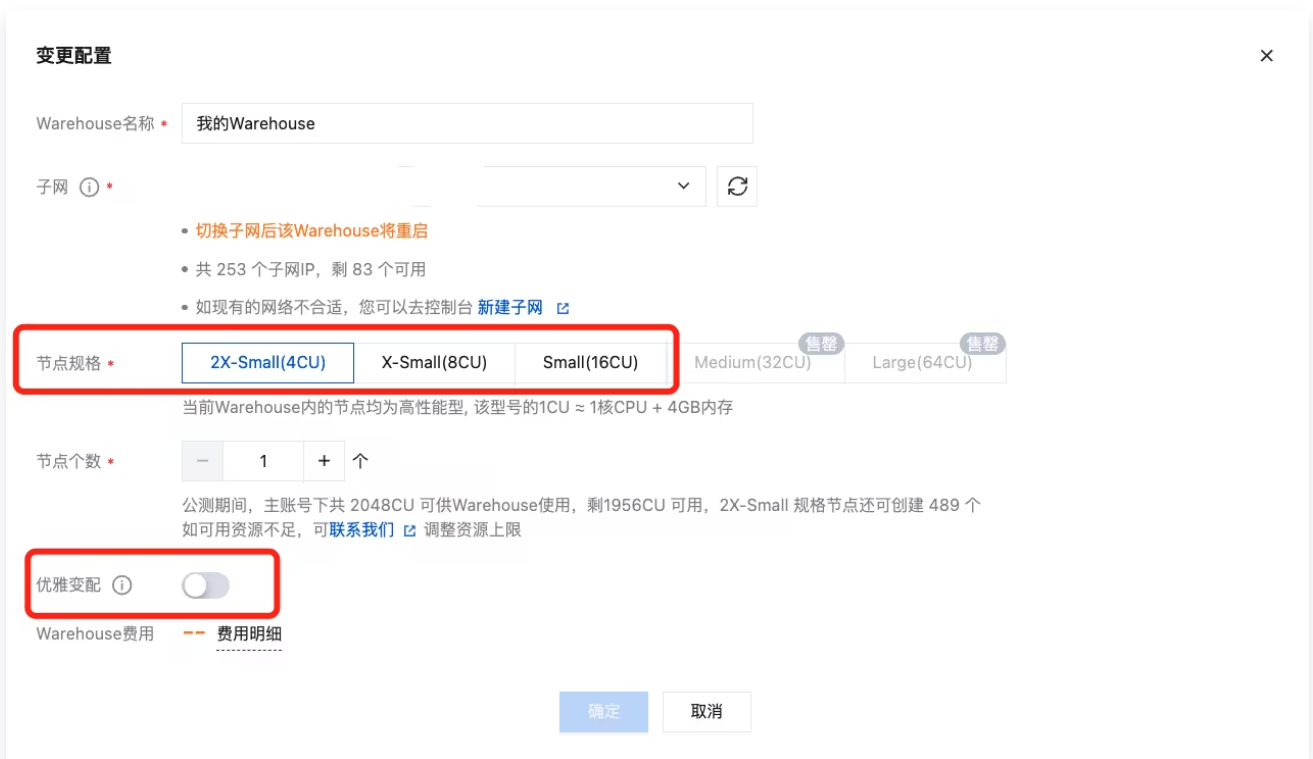 变更配置
Warehouse名称 * 我的Warehouse
子网 *
• 切换子网后该Warehouse将重启
• 共 253 个子网IP，剩 83 个可用
• 如现有的网络不合适，您可以去控制台 新建子网
售罄 售罄
节点规格 * 2X-Small(4CU) X-Small(8CU) Small(16CU) Medium(32CU) Large(64CU)
当前Warehouse内的节点均为高性能型, 该型号的1CU ≈ 1核CPU + 4GB内存
节点个数 * − 1 + 个
公测期间，主账号下共 2048CU 可供Warehouse使用，剩1956CU 可用，2X-Small 规格节点还可创建 489 个
如可用资源不足，可联系我们 调整资源上限
优雅变配
Warehouse费用 -- 费用明细
确定 取消